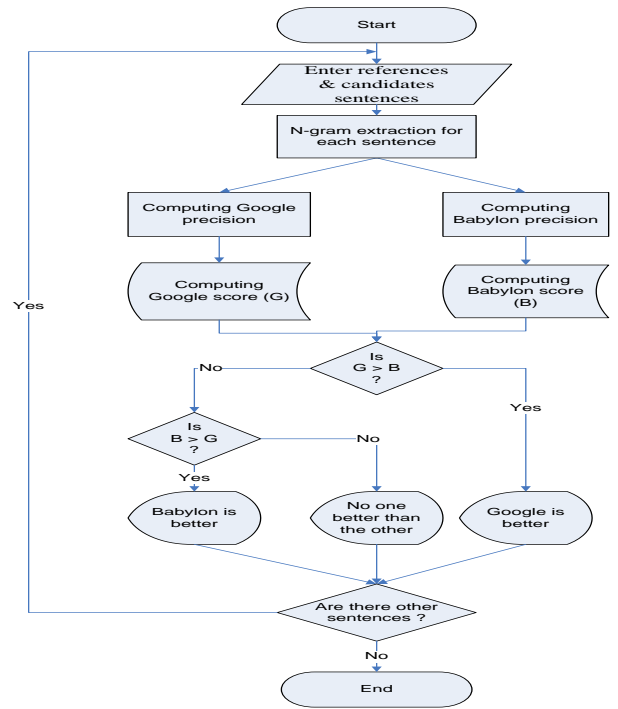 Start
Enter references
& candidates
sentences
N-gram extraction for
each sentence
Computing Google
precision
Computing
Babylon precision
Computing
Google score (G)
Computing
Babylon score
(B)
Yes
Is
G > B
?
No
Yes
Is
B > G
?
No
Yes
Babylon is
better
No one
better than
the other
Google is
better
Are there other
sentences ?
No
End